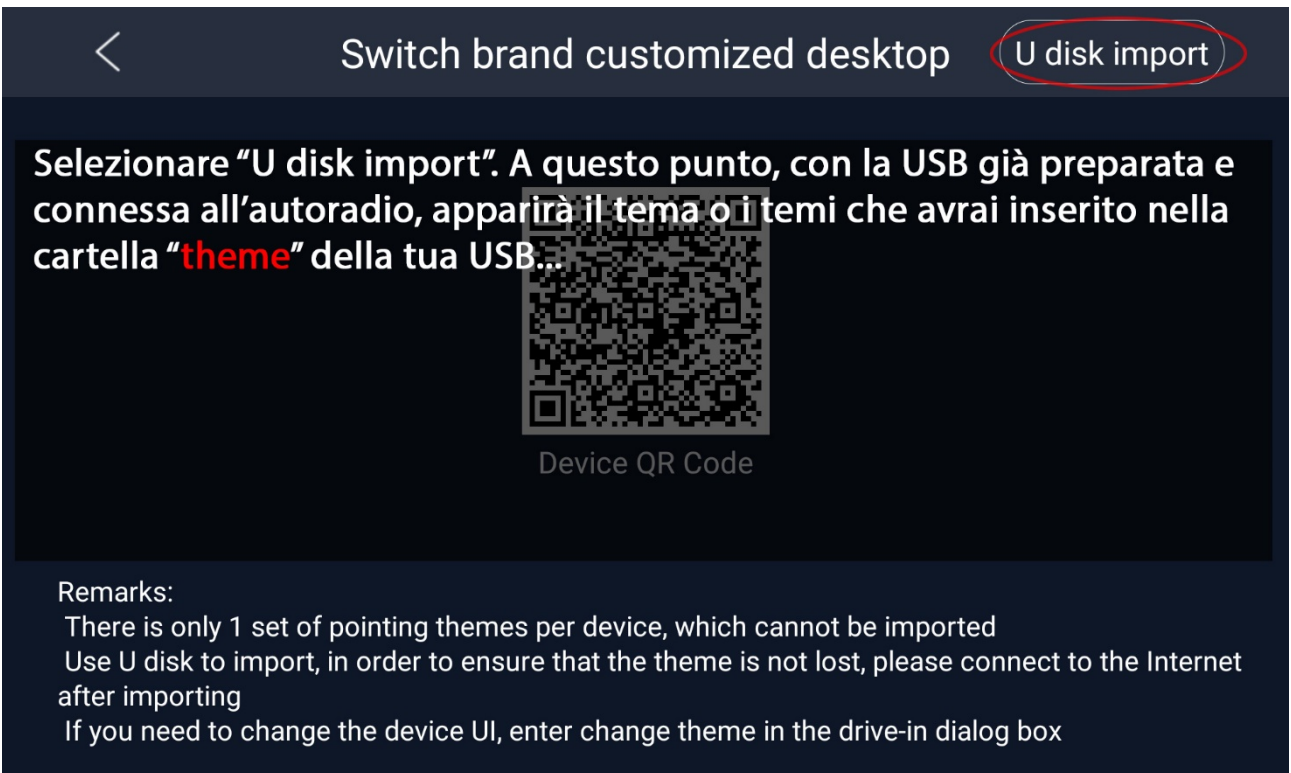 Switch brand customized desktop
U disk import
Selezionare “U disk import”. A questo punto, con la USB già preparata e
connessa all’autoradio, apparirà il tema o i temi che avrai inserito nella
cartella “theme” della tua USB...
Device QR Code
Remarks:
There is only 1 set of pointing themes per device, which cannot be imported
Use U disk to import, in order to ensure that the theme is not lost, please connect to the Internet
after importing
If you need to change the device UI, enter change theme in the drive-in dialog box